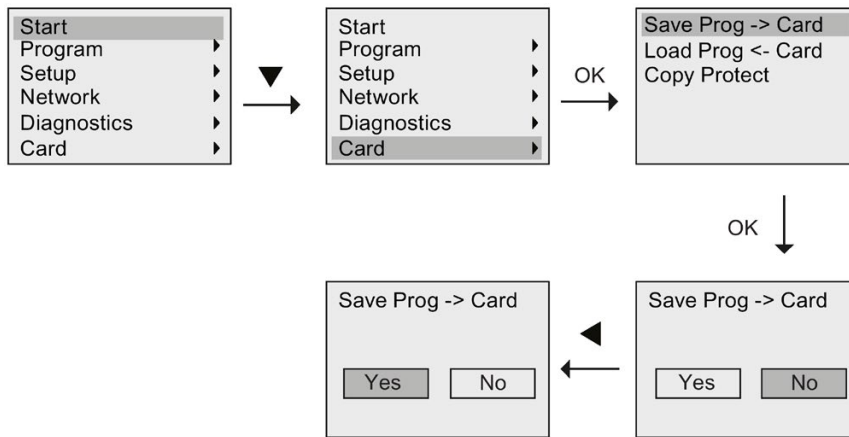 Start
Program
Setup
Network
Diagnostics
Card
Start
Program
Setup
Network
Diagnostics
Card
OK
Save Prog -> Card
Load Prog <- Card
Copy Protect
OK
Save Prog -> Card
Yes No
Save Prog -> Card
Yes No